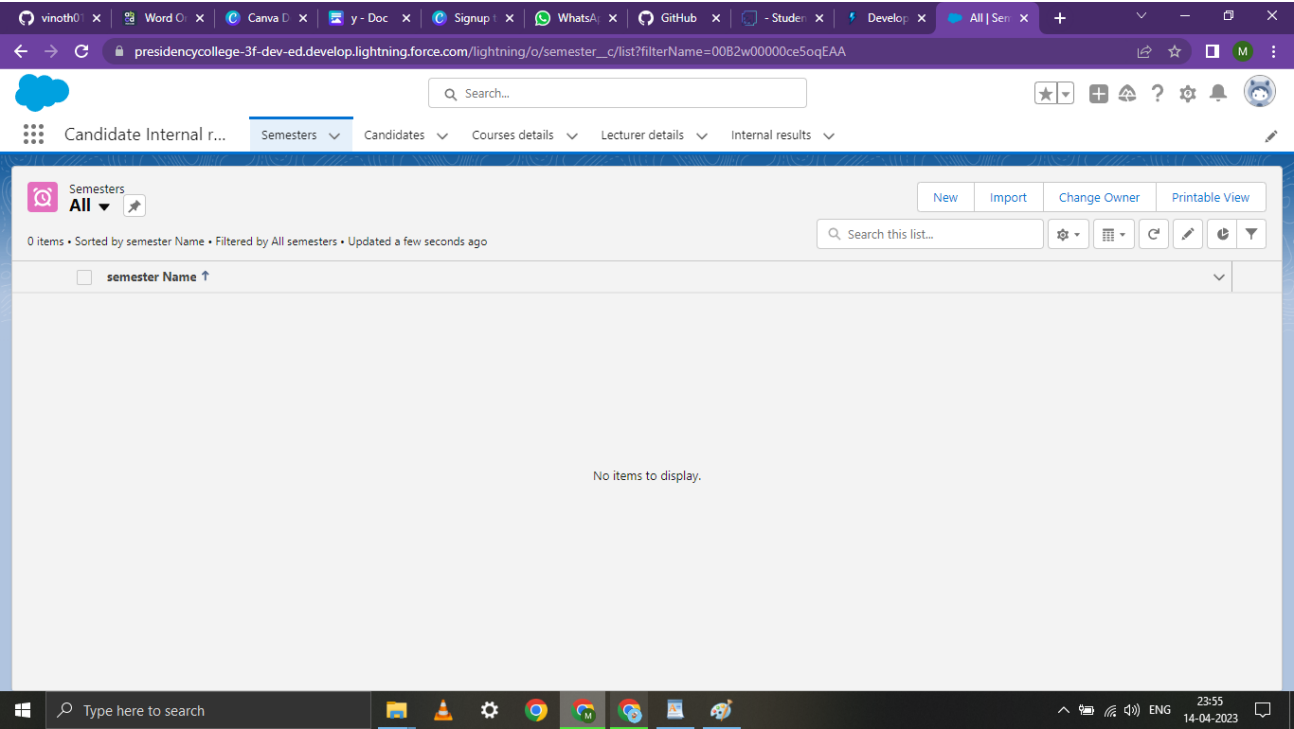 vinoth01 Word Or Canva D y - Doc Signup t WhatsAp GitHub - Studen Develop All | Sem
presidencycollege-3f-dev-ed.develop.lightning.force.com/lightning/o/semester__c/list?filterName=00B2w00000ce5oqEAA M
Search...
Candidate Internal r... Semesters Candidates Courses details Lecturer details Internal results
Semesters
All
New Import Change Owner Printable View
0 items • Sorted by semester Name • Filtered by All semesters • Updated a few seconds ago
Search this list...
semester Name ↑
No items to display.
Type here to search
ENG
23:55
14-04-2023